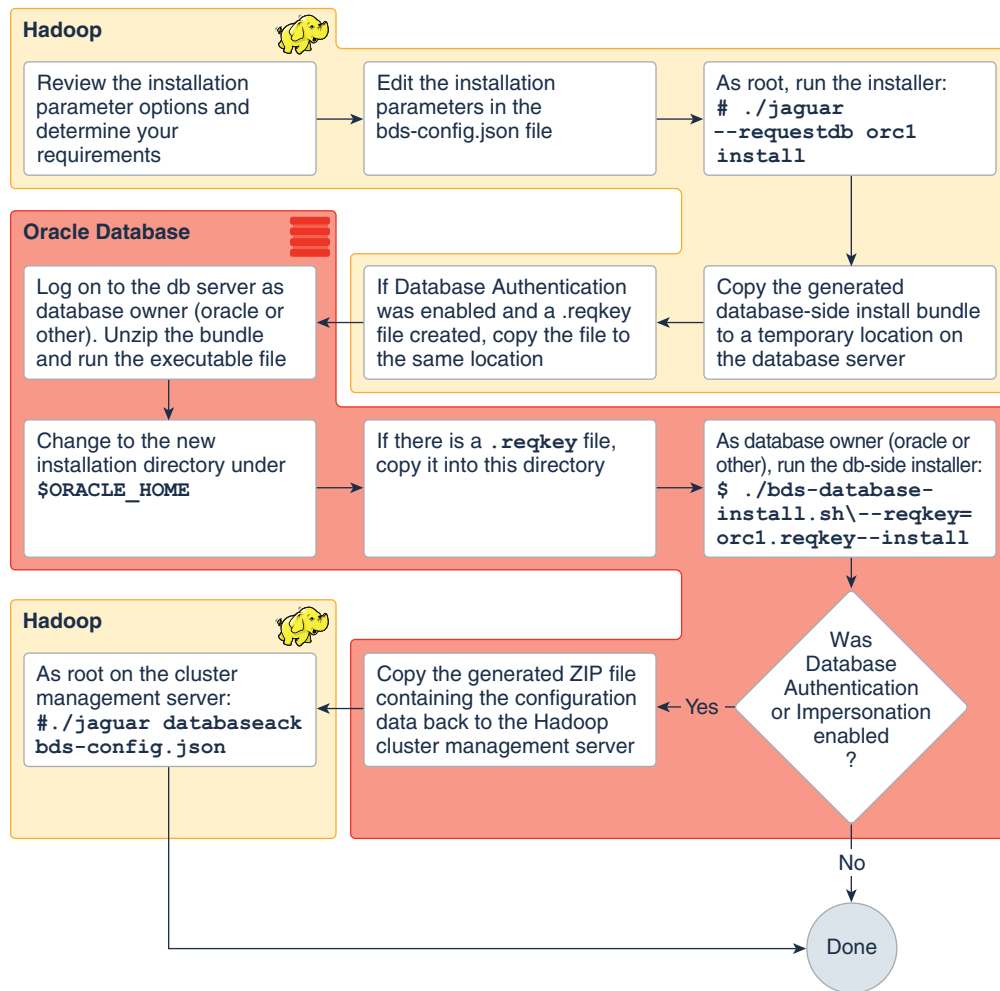 Hadoop
Review the installation
parameter options and
determine your
requirements
Edit the installation
parameters in the
bds-config.json file
As root, run the installer:
# ./jaguar
--requestdb orc1
install
Copy the generated
database-side install bundle
to a temporary location on
the database server
If Database Authentication
was enabled and a .reqkey
file created, copy the file to
the same location
Oracle Database
Log on to the db server as
database owner (oracle or
other). Unzip the bundle
and run the executable file
Change to the new
installation directory under
$ORACLE_HOME
If there is a .reqkey file,
copy it into this directory
As database owner (oracle or
other), run the db-side installer:
$ ./bds-database-
install.sh\--reqkey=
orc1.reqkey--install
Was
Database
Authentication
or Impersonation
enabled
?
Yes
Copy the generated ZIP file
containing the configuration
data back to the Hadoop
cluster management server
Hadoop
As root on the cluster
management server:
#./jaguar databaseack
bds-config.json
No
Done